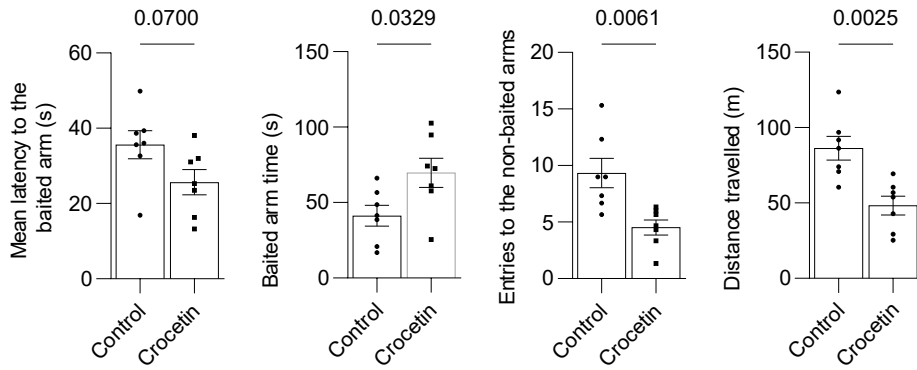 0.0700
Mean latency to the
baited arm (s)
60
40
20
0
Control
Crocetin
0.0329
Baited arm time (s)
150
100
50
0
Control
Crocetin
0.0061
Entries to the non-baited arms
20
15
10
5
0
Control
Crocetin
0.0025
Distance travelled (m)
150
100
50
0
Control
Crocetin